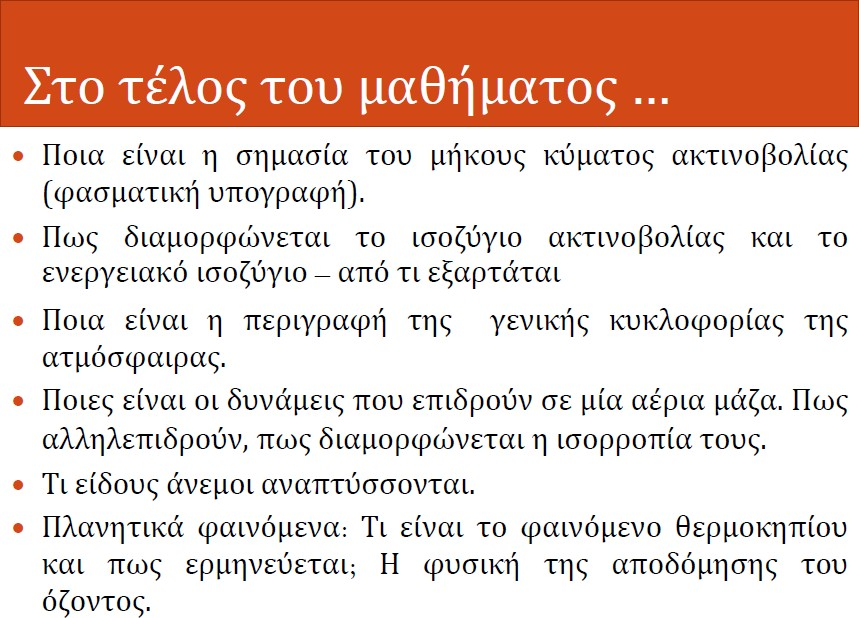 Στο τέλος του μαθήματος ...
• Ποια είναι η σημασία του μήκους κύματος ακτινοβολίας
(φασματική υπογραφή).
• Πως διαμορφώνεται το ισοζύγιο ακτινοβολίας και το
ενεργειακό ισοζύγιο – από τι εξαρτάται
• Ποια είναι η περιγραφή της γενικής κυκλοφορίας της
ατμόσφαιρας.
• Ποιες είναι οι δυνάμεις που επιδρούν σε μία αέρια μάζα. Πως
αλληλεπιδρούν, πως διαμορφώνεται η ισορροπία τους.
• Τι είδους άνεμοι αναπτύσσονται.
• Πλανητικά φαινόμενα: Τι είναι το φαινόμενο θερμοκηπίου
και πως ερμηνεύεται; Η φυσική της αποδόμησης του
όζοντος.